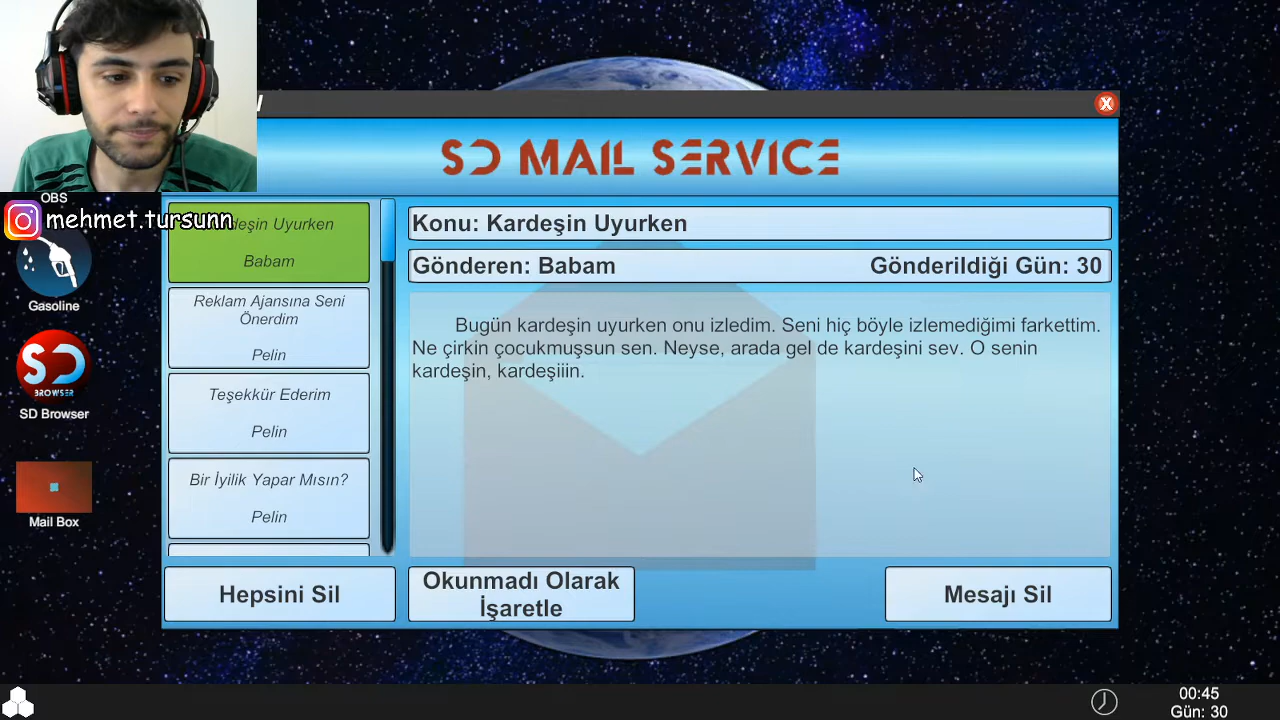 SD MAIL SERVICE
OBS
mehmet.tursunn
Gasoline
SD
BROWSER
SD Browser
Mail Box
Uyurken
Babam
Reklam Ajansına Seni
Önerdim
Pelin
Teşekkür Ederim
Pelin
Bir İyilik Yapar Mısın?
Pelin
Hepsini Sil
Konu: Kardeşin Uyurken
Gönderen: Babam
Gönderildiği Gün: 30
Bugün kardeşin uyurken onu izledim. Seni hiç böyle izlemediğimi farkettim.
Ne çirkin çocukmuşsun sen. Neyse, arada gel de kardeşini sev. O senin
kardeşin, kardeşiiin.
Okunmadı Olarak
İşaretle
Mesajı Sil
00:45
Gün: 30